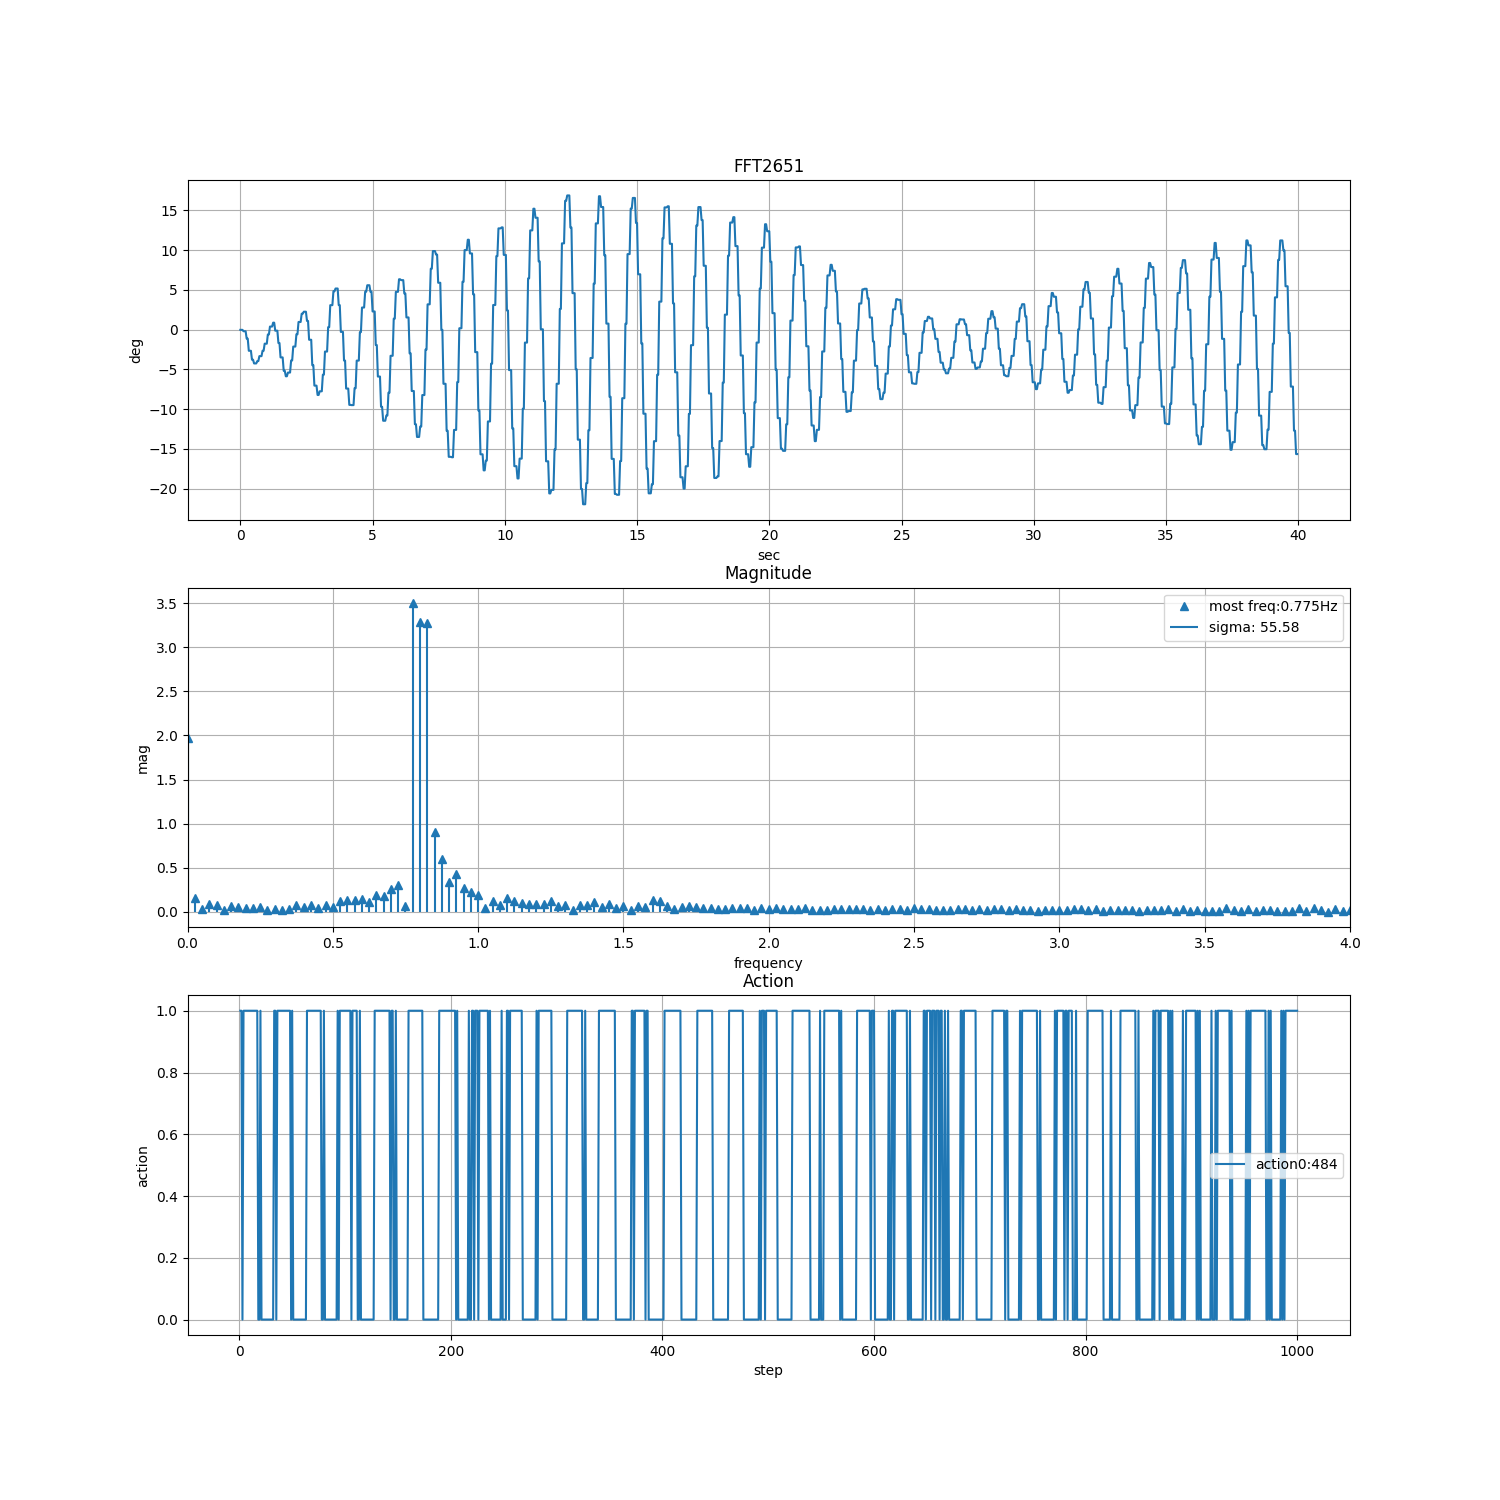 FFT2651
15
10
5
0
−5
−10
−15
−20
deg
0 5 10 15 20 25 30 35 40
sec
Magnitude
3.5
3.0
2.5
2.0
1.5
1.0
0.5
0.0
mag
most freq:0.775Hz
sigma: 55.58
0.0 0.5 1.0 1.5 2.0 2.5 3.0 3.5 4.0
frequency
Action
1.0
0.8
0.6
0.4
0.2
0.0
action
action0:484
0 200 400 600 800 1000
step